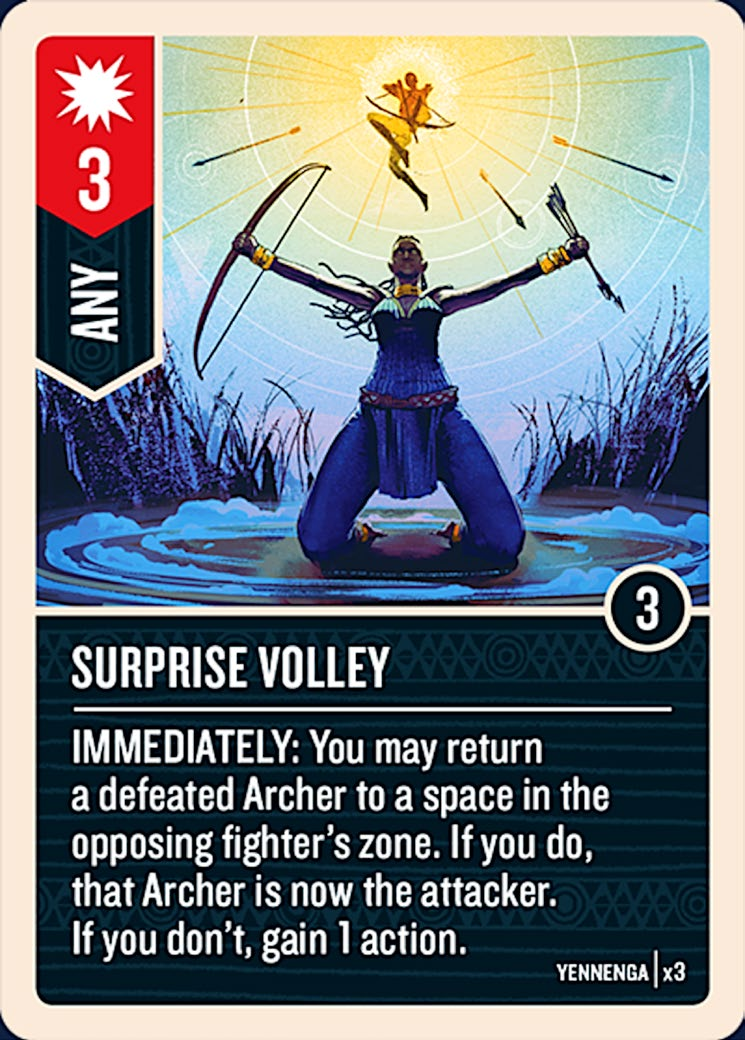 3
ANY
3
SURPRISE VOLLEY
IMMEDIATELY: You may return
a defeated Archer to a space in the
opposing fighter's zone. If you do,
that Archer is now the attacker.
If you don't, gain 1 action.
YENNENGA | x3